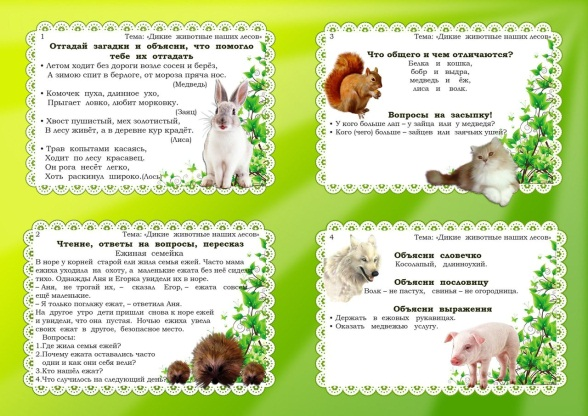 1 Тема: «Дикие животные наших лесов»
Отгадай загадки и объясни, что помогло
тебе их отгадать
• Летом ходит без дороги возле сосен и берёз,
А зимою спит в берлоге, от мороза пряча нос.
(Медведь)
• Комочек пуха, длинное ухо,
Прыгает ловко, любит морковку.
(Заяц)
• Хвост пушистый, мех золотистый,
В лесу живёт, а в деревне кур крадёт.
(Лиса)
• Трав копытами касаясь,
Ходит по лесу красавец.
Он рога несёт легко,
Хоть раскинул широко.(Лось)
3 Тема: «Дикие животные наших лесов»
Что общего и чем отличаются?
Белка и кошка,
бобр и выдра,
медведь и ёж,
лиса и волк.
Вопросы на засыпку!
• У кого больше лап – у зайца или у медведя?
• Кого (чего) больше – зайцев или заячьих ушей?
2 Тема: «Дикие животные наших лесов»
Чтение, ответы на вопросы, пересказ
Ежиная семейка
В норе у корней старой ели жила семья ежей. Часто мама
ежиха уходила на охоту, а маленькие ежата без неё сидели
тихо. Однажды Аня и Егорка увидели их в норе.
– Аня, не трогай их, – сказал Егор, – ежата совсем
ещё маленькие.
– Я только погляжу ежат, – ответила Аня.
На другое утро дети пришли снова к норе ежей
и увидели, что она пустая. Ночью ежиха увела
своих ежат в другое, безопасное место.
Вопросы:
1.Где жила семья ежей?
2.Почему ежата оставались часто
одни и как они себя вели?
3.Кто нашёл ежат?
4.Что случилось на следующий день?
4 Тема: «Дикие животные наших лесов»
Объясни словечко
Косолапый, длинноухий.
Объясни пословицу
Волк – не пастух, свинья – не огородница.
Объясни выражения
• Держать в ежовых рукавицах.
• Оказать медвежью услугу.